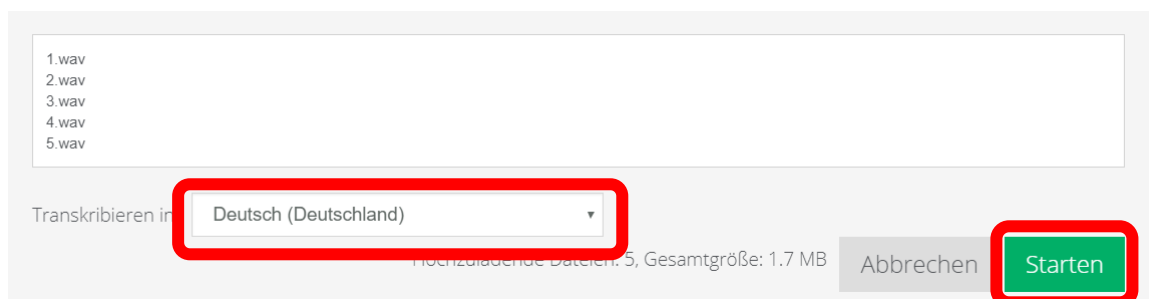 1.wav
2.wav
3.wav
4.wav
5.wav
Transkribieren in Deutsch (Deutschland)
Hochzuladende Dateien: 5, Gesamtgröße: 1.7 MB Abbrechen Starten